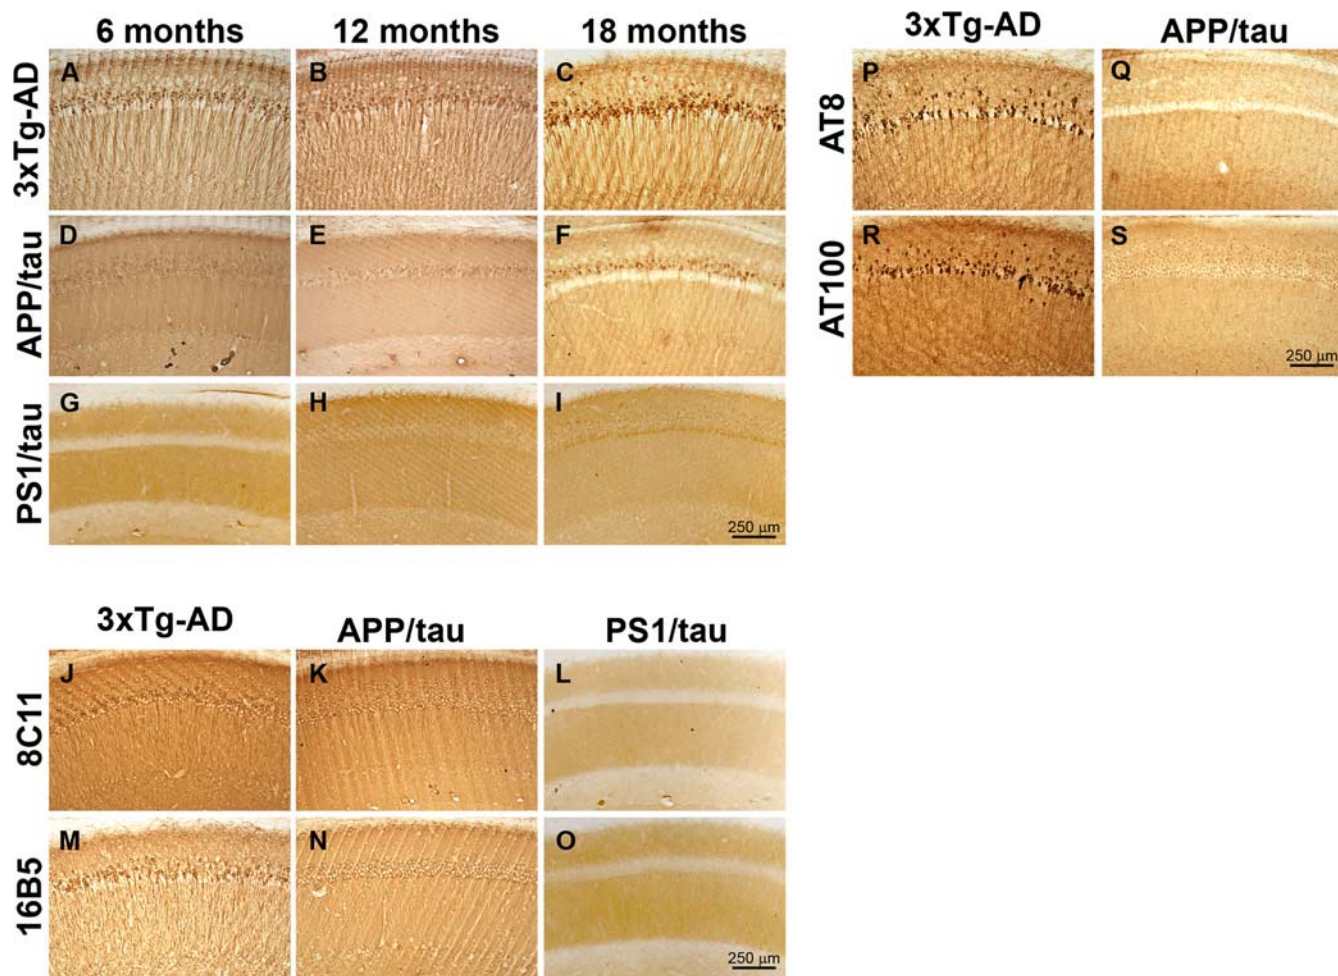 6 months 12 months 18 months
3xTg-AD
A B C
APP/tau
D E F
PS1/tau
G H I
250 µm
3xTg-AD APP/tau
AT8
P Q
AT100
R S
250 µm
3xTg-AD APP/tau PS1/tau
8C11
J K L
16B5
M N O
250 µm